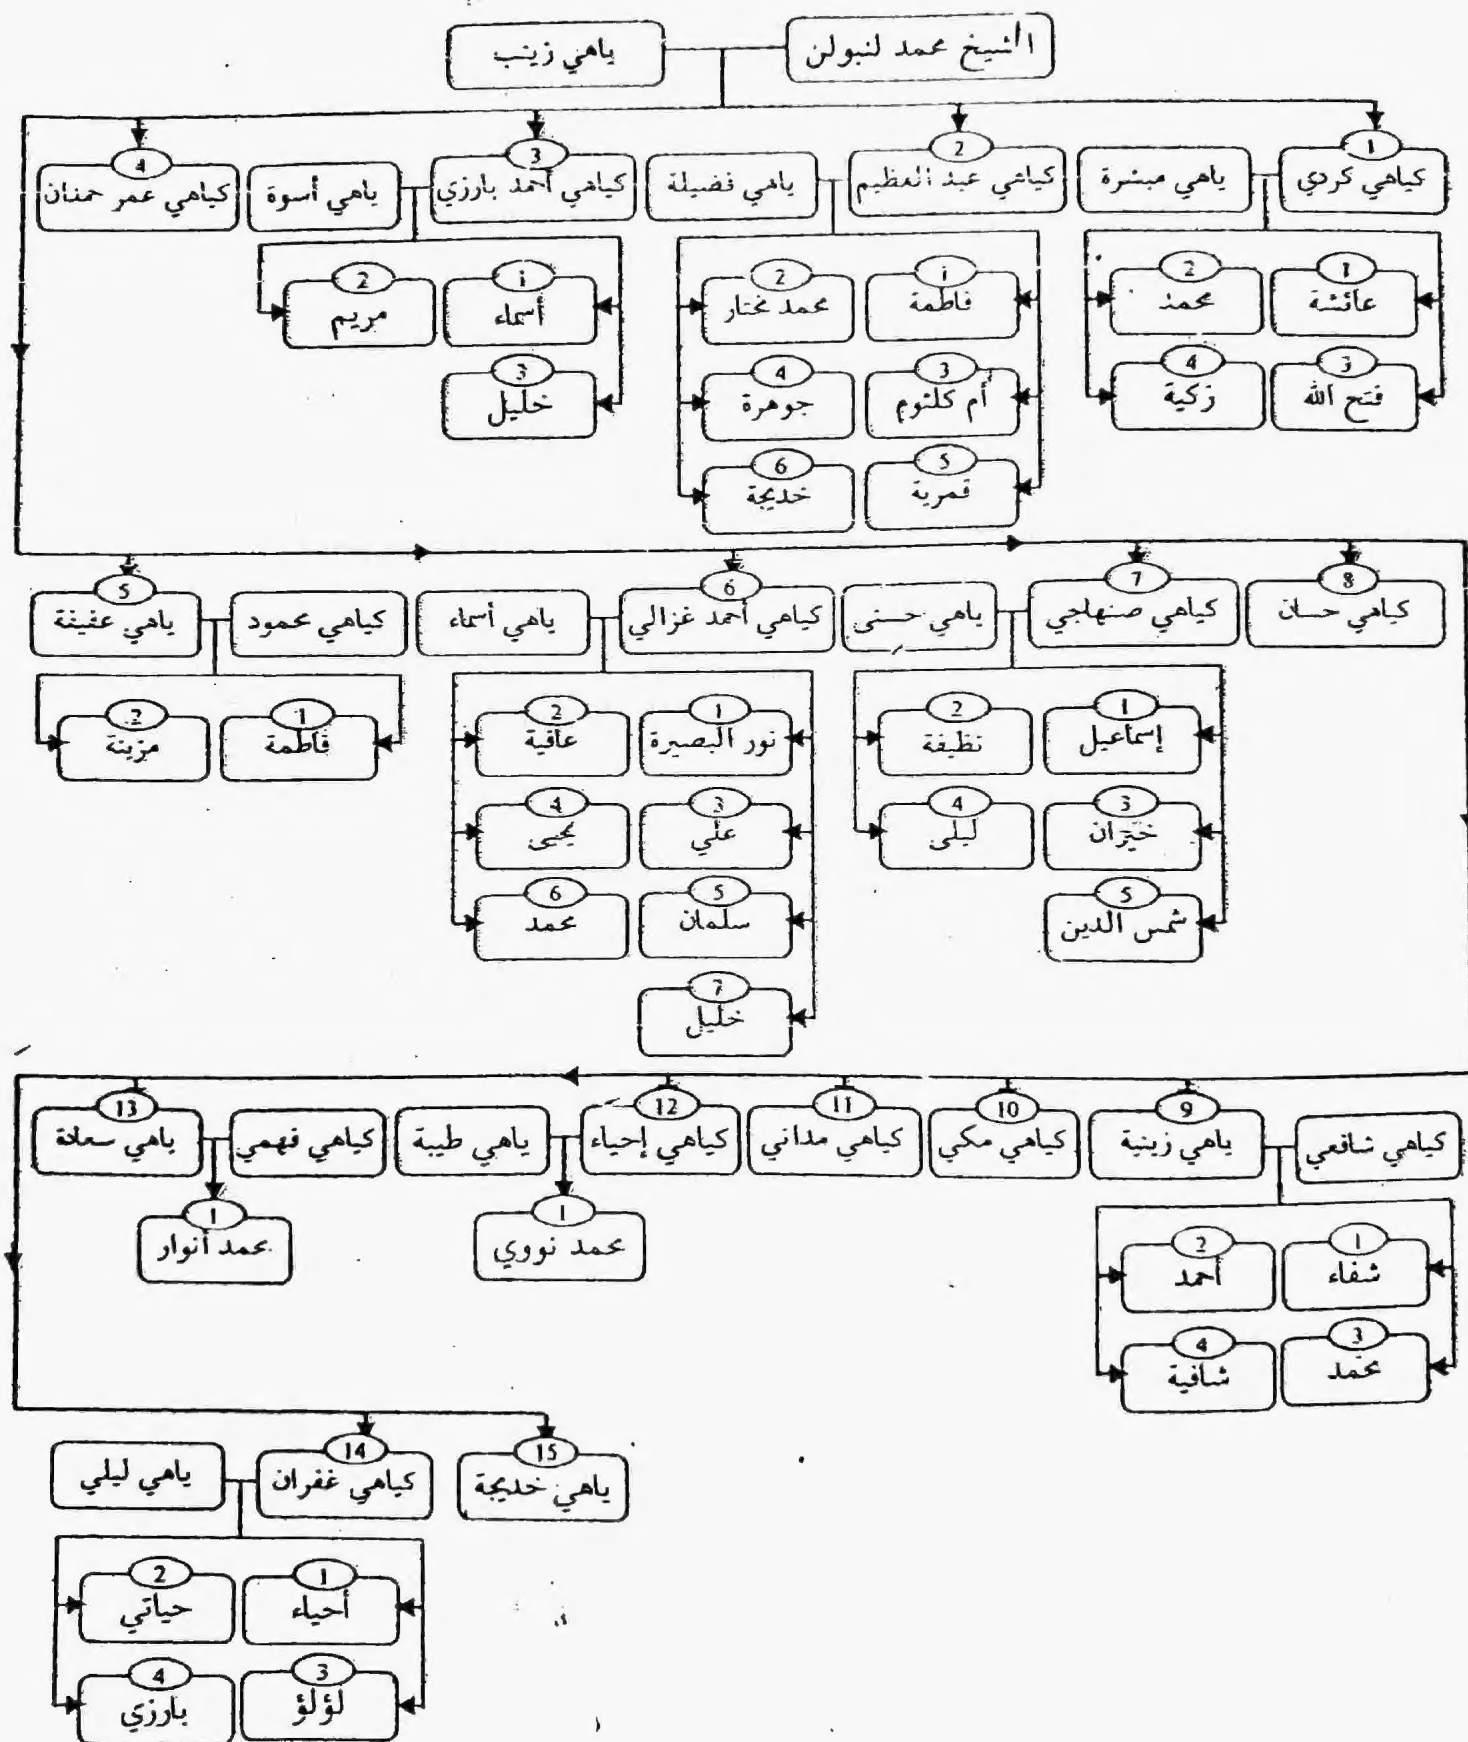 الشيخ محمد لنبولن
ياهي زينب
1
كياهي كردي
ياهي مبشرة
2
كياهي عبد العظيم
ياهي فضيلة
3
كياهي أحمد بارزي
ياهي أسوة
4
كياهي عمر حمنان
1
عائشة
2
محمد
3
فتح الله
4
زكية
1
فاطمة
2
محمد مختار
3
أم كلثوم
4
جوهرة
5
قمرية
6
خديجة
1
أسماء
2
مريم
3
خليل
8
كياهي حسان
7
كياهي صنهاجي
ياهي حسنى
6
كياهي أحمد غزالي
ياهي أسماء
كياهي محمود
5
ياهي عفيفة
1
إسماعيل
2
نظيفة
3
خيزران
4
ليلى
5
شمس الدين
1
نور البصيرة
2
عافية
3
علي
4
يحيى
5
سلمان
6
محمد
7
خليل
1
فاطمة
2
مزينة
كياهي شافعي
9
ياهي زينية
10
كياهي مكي
11
كياهي مداني
12
كياهي إحياء
ياهي طيبة
كياهي فهمي
13
ياهي سعادة
1
شفاء
2
أحمد
3
محمد
4
شافية
1
محمد نووي
1
محمد أنوار
15
ياهي خديجة
14
كياهي غفران
ياهي ليلي
1
أحياء
2
حياتي
3
لؤلؤ
4
بارزي